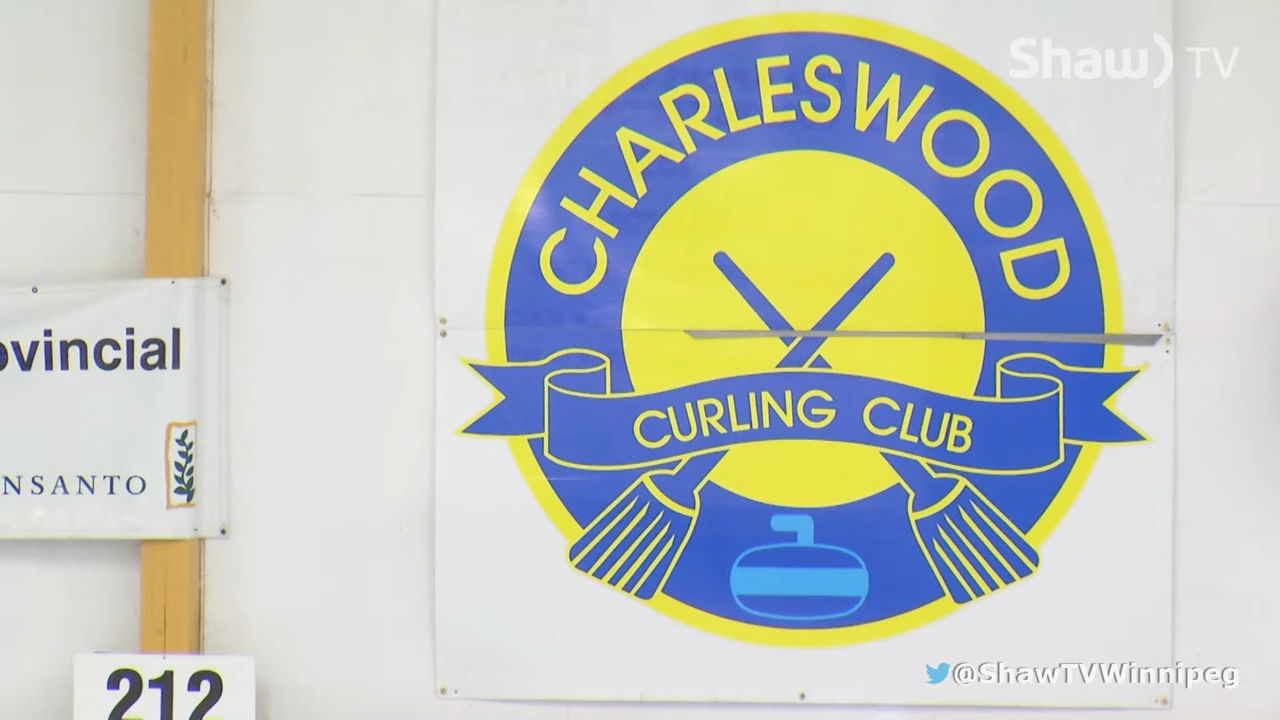 Shaw) TV
CHARLESWOOD
CURLING CLUB
ovincial
NSANTO
212
@ShawTVWinnipeg